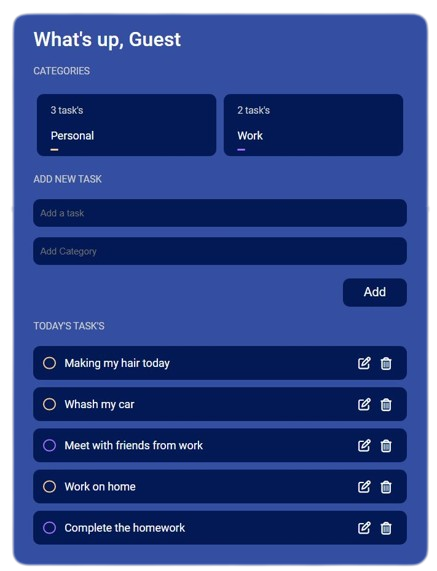 What's up, Guest
CATEGORIES
3 task's
2 task's
Personal
Work
ADD NEW TASK
Add a task
Add Category
Add
TODAY'S TASK'S
Making my hair today
Whash my car
Meet with friends from work
Work on home
Complete the homework